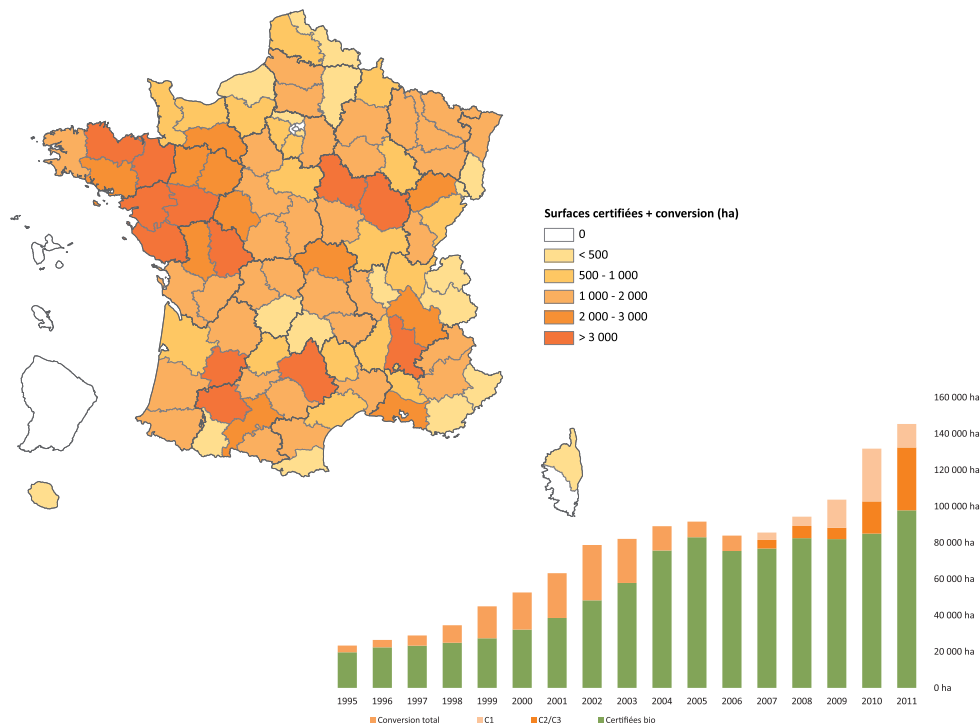 Surfaces certifiées + conversion (ha)
0
< 500
500 - 1 000
1 000 - 2 000
2 000 - 3 000
> 3 000
160 000 ha
140 000 ha
120 000 ha
100 000 ha
80 000 ha
60 000 ha
40 000 ha
20 000 ha
0 ha
1995 1996 1997 1998 1999 2000 2001 2002 2003 2004 2005 2006 2007 2008 2009 2010 2011
Conversion total C1 C2/C3 Certifiées bio